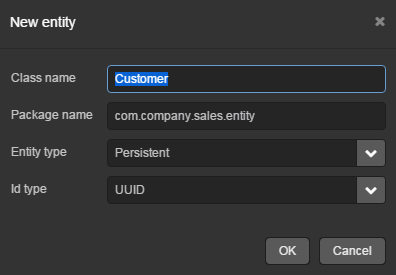 New entity
Class name Customer
Package name com.company.sales.entity
Entity type Persistent
Id type UUID
OK Cancel